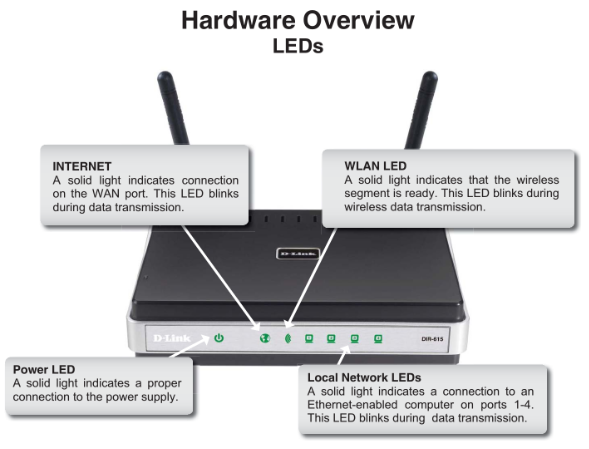 Hardware Overview
LEDs
INTERNET
A solid light indicates connection
on the WAN port. This LED blinks
during data transmission.
WLAN LED
A solid light indicates that the wireless
segment is ready. This LED blinks during
wireless data transmission.
D-Link
D-Link
DIR-615
Power LED
A solid light indicates a proper
connection to the power supply.
Local Network LEDs
A solid light indicates a connection to an
Ethernet-enabled computer on ports 1-4.
This LED blinks during data transmission.